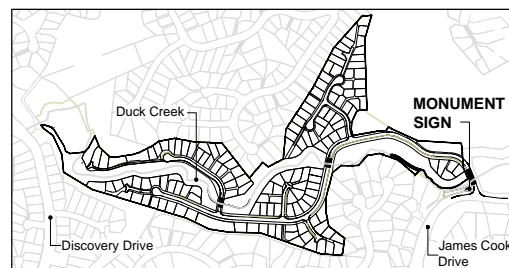 Duck Creek
MONUMENT
SIGN
Discovery Drive
James Cook
Drive